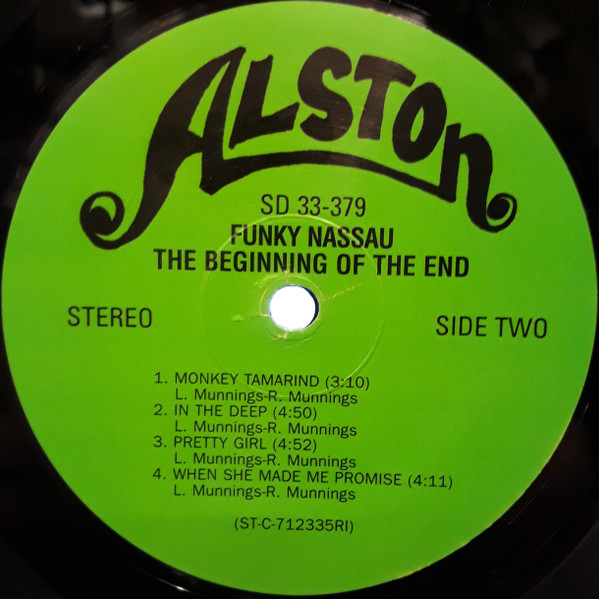 ALSTOn
SD 33-379
FUNKY NASSAU
THE BEGINNING OF THE END
STEREO
SIDE TWO
1. MONKEY TAMARIND (3:10)
L. Munnings-R. Munnings
2. IN THE DEEP (4:50)
L. Munnings-R. Munnings
3. PRETTY GIRL (4:52)
L. Munnings-R. Munnings
4. WHEN SHE MADE ME PROMISE (4:11)
L. Munnings-R. Munnings
(ST-C-712335RI)